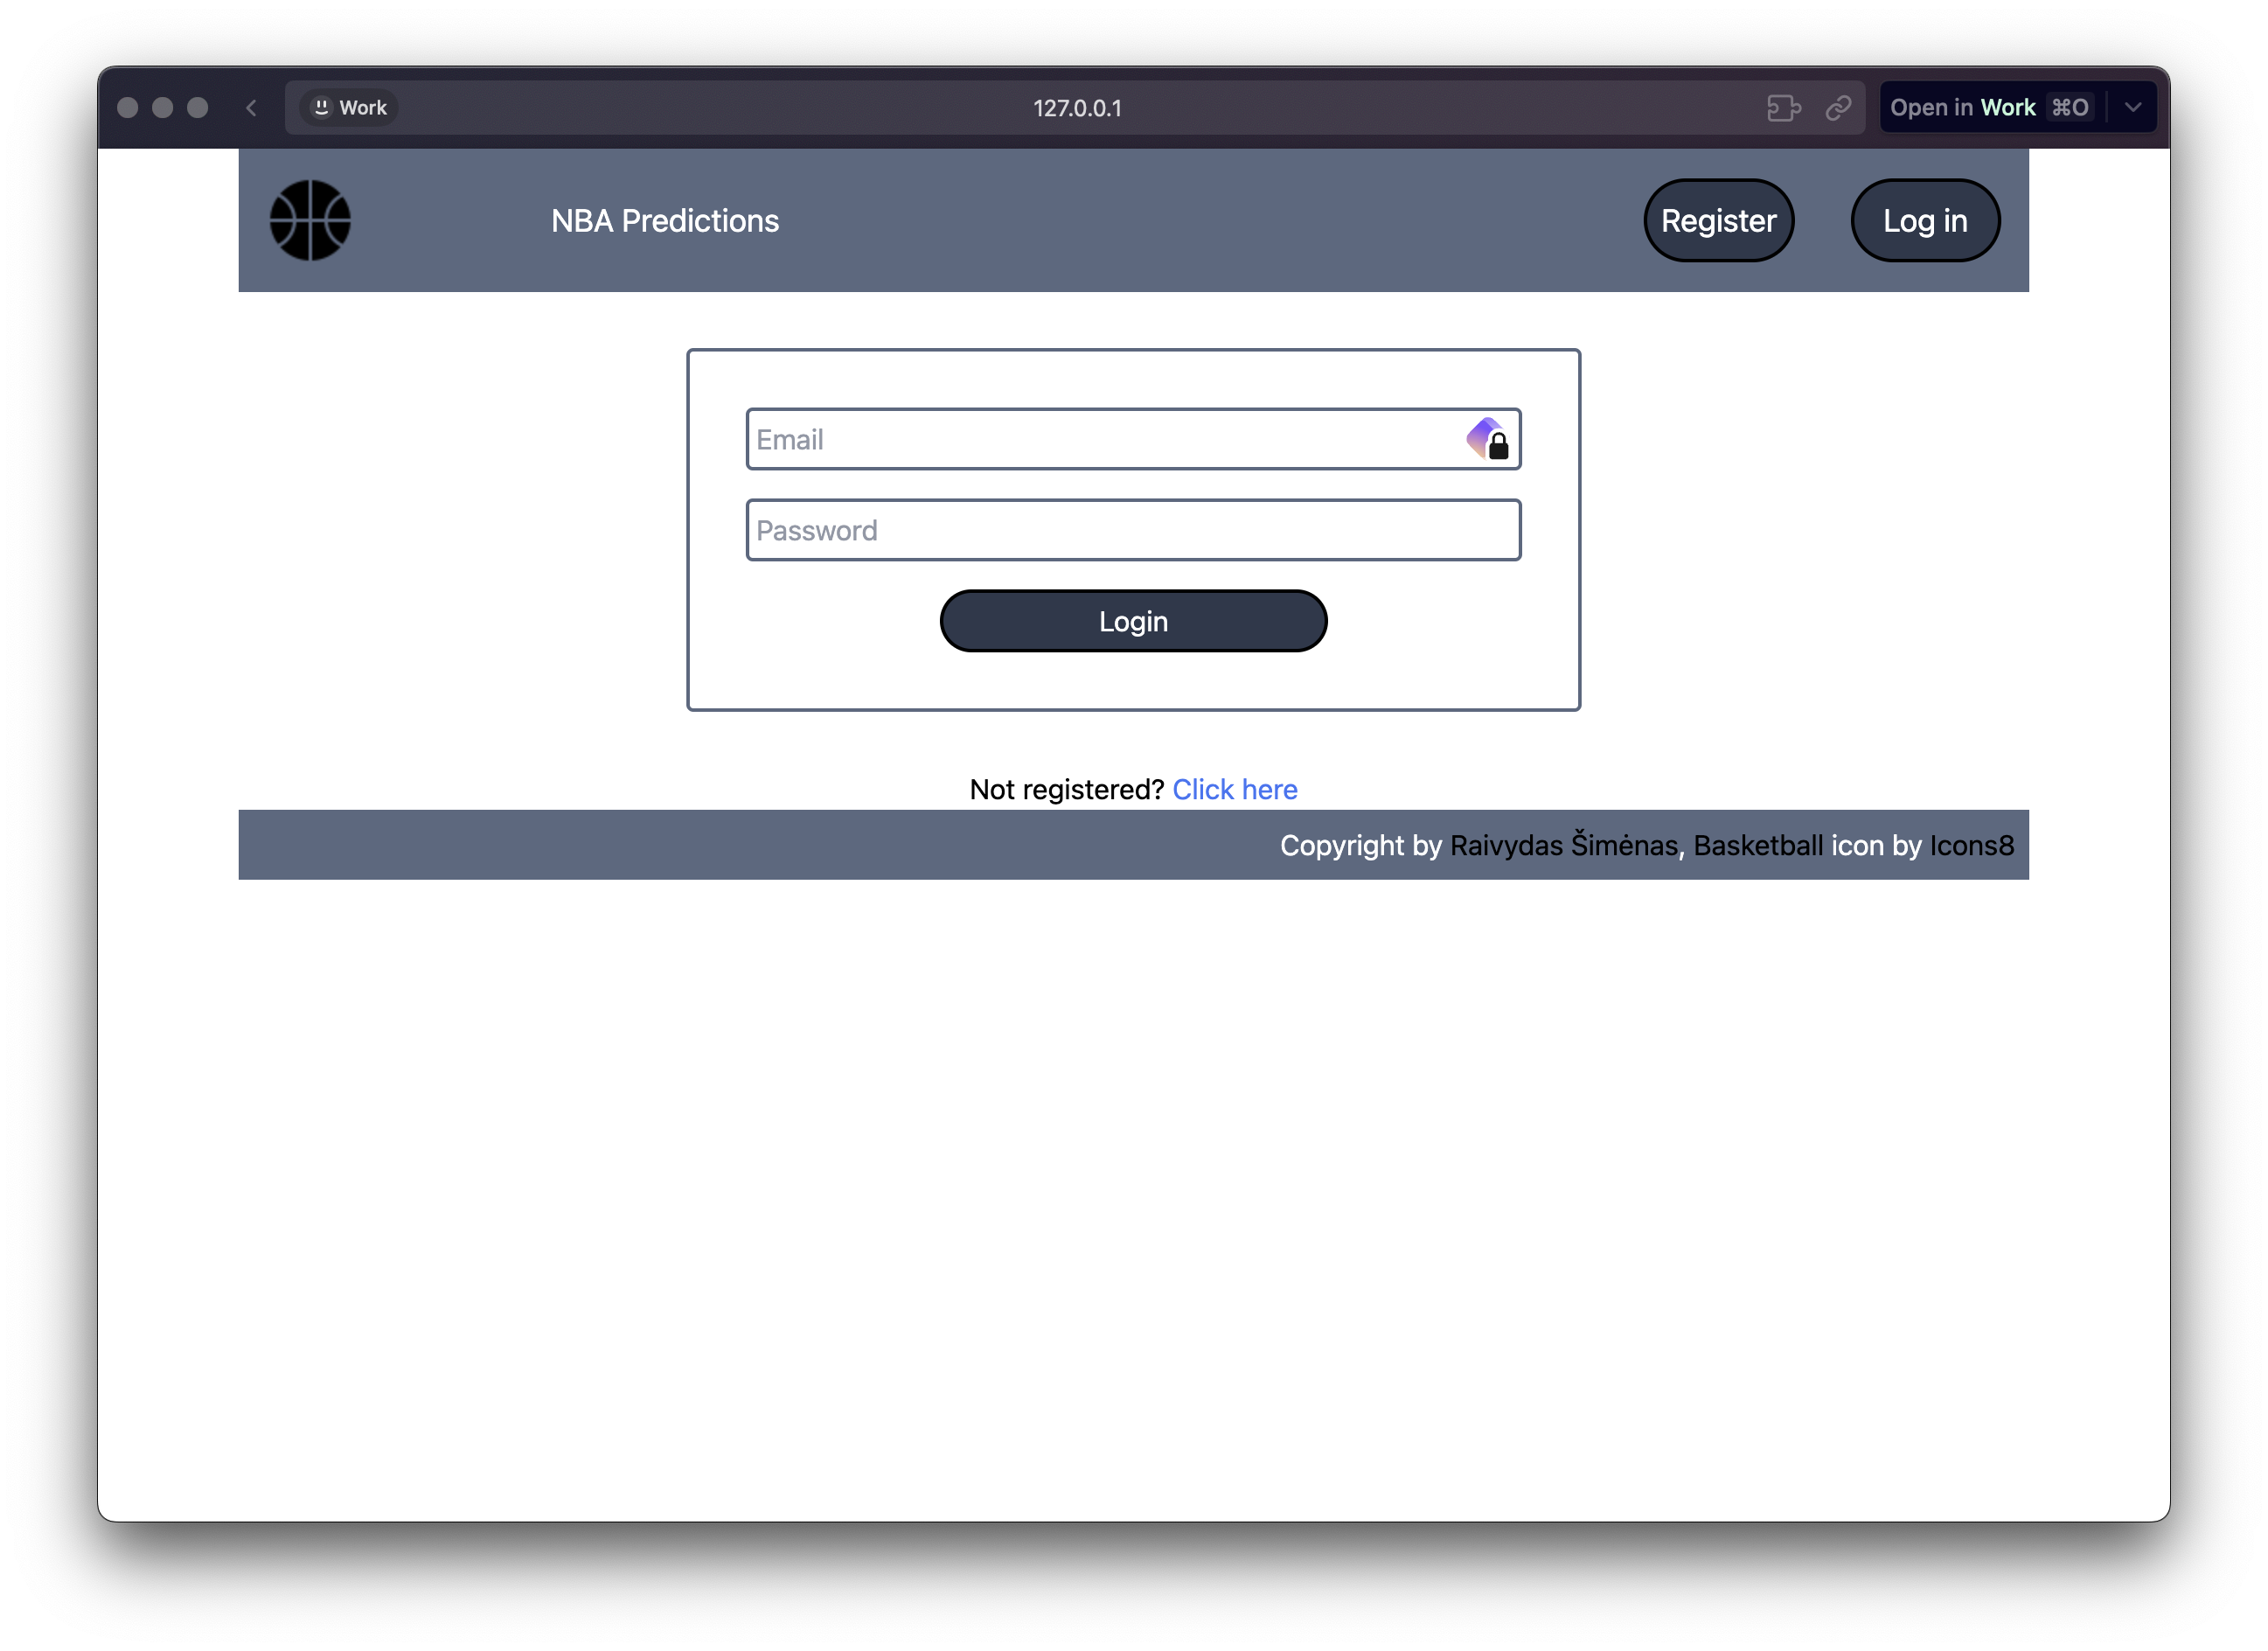 Work
127.0.0.1
Open in Work ⌘O
NBA Predictions
Register
Log in
Email
Password
Login
Not registered? Click here
Copyright by Raivydas Šimėnas, Basketball icon by Icons8